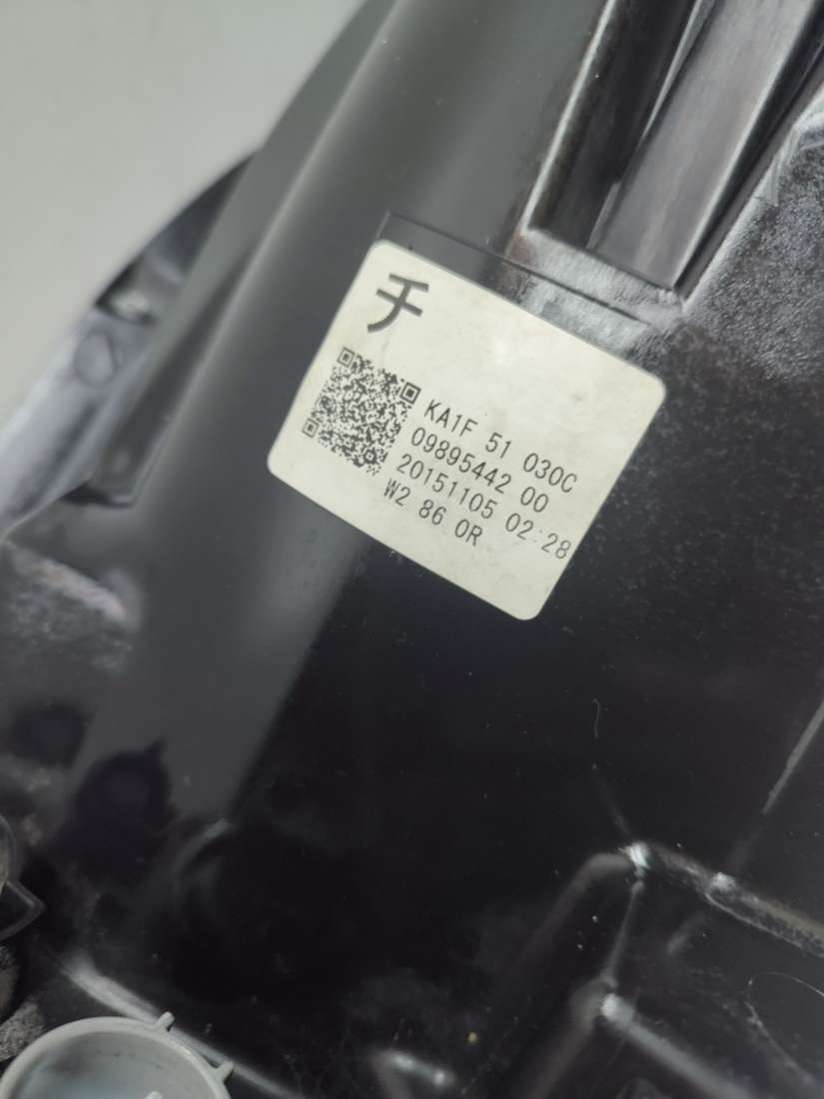 チ
KA1F 51 030C
09895442 00
20151105 02:28
W2 86 0R